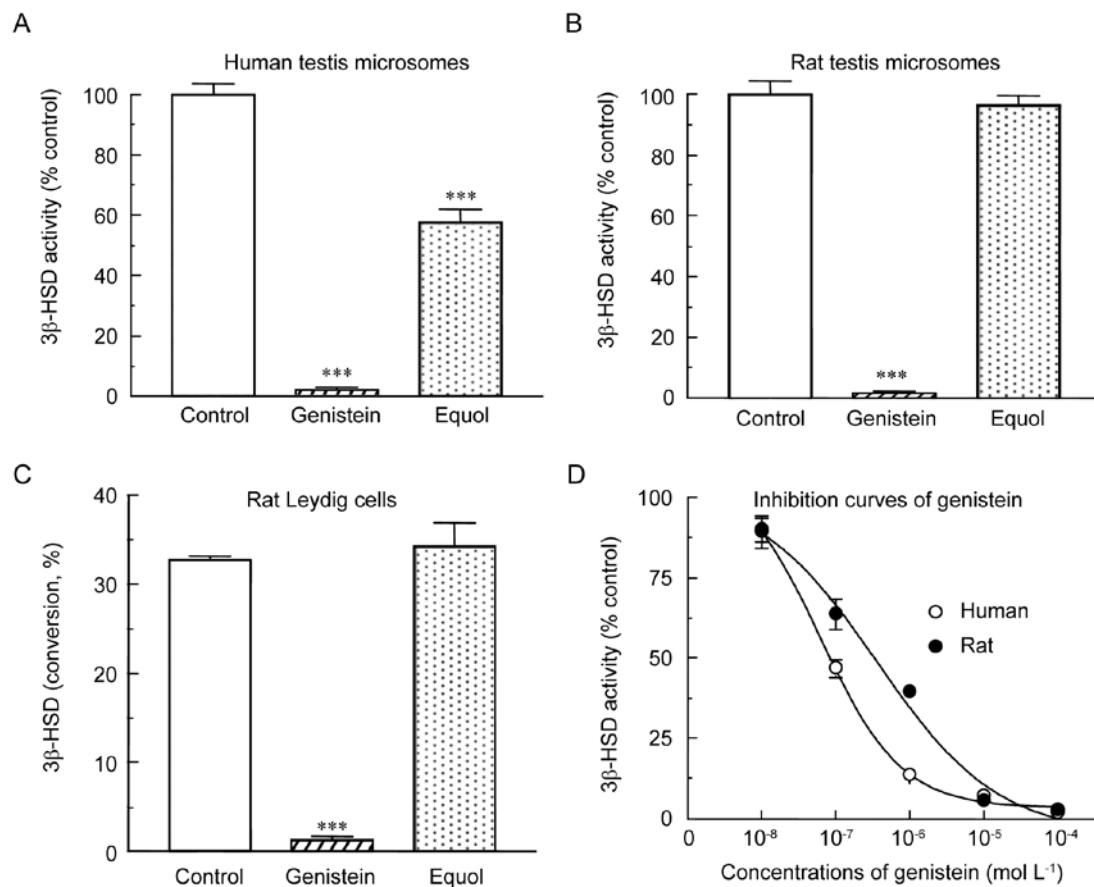 A
Human testis microsomes
3β-HSD activity (% control)
100
80
60
40
20
0
***
***
Control Genistein Equol
B
Rat testis microsomes
3β-HSD activity (% control)
100
80
60
40
20
0
***
Control Genistein Equol
C
Rat Leydig cells
3β-HSD (conversion, %)
40
30
20
10
0
***
Control Genistein Equol
D
Inhibition curves of genistein
3β-HSD activity (% control)
100
75
50
25
0
Human
Rat
0 10⁻⁸ 10⁻⁷ 10⁻⁶ 10⁻⁵ 10⁻⁴
Concentrations of genistein (mol L⁻¹)